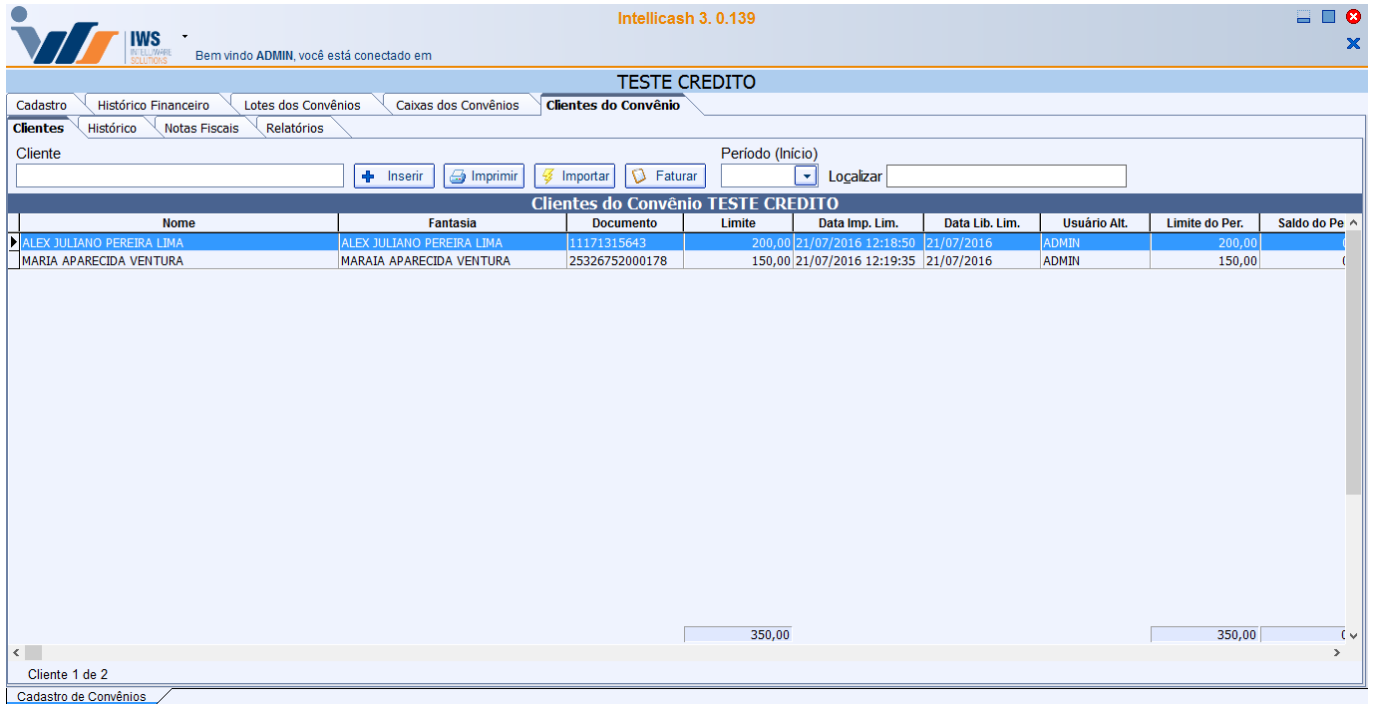 Intellicash 3. 0.139
IWS
INTELLIWARE
SOLUTIONS
Bem vindo ADMIN, você está conectado em
TESTE CREDITO
Cadastro Histórico Financeiro Lotes dos Convênios Caixas dos Convênios Clientes do Convênio
Clientes Histórico Notas Fiscais Relatórios
Cliente Período (Início)
Inserir Imprimir Importar Faturar Localizar
Clientes do Convênio TESTE CREDITO
Nome Fantasia Documento Limite Data Imp. Lim. Data Lib. Lim. Usuário Alt. Limite do Per. Saldo do Pe
ALEX JULIANO PEREIRA LIMA ALEX JULIANO PEREIRA LIMA 11171315643 200,00 21/07/2016 12:18:50 21/07/2016 ADMIN 200,00
MARIA APARECIDA VENTURA MARAIA APARECIDA VENTURA 25326752000178 150,00 21/07/2016 12:19:35 21/07/2016 ADMIN 150,00
350,00 350,00
Cliente 1 de 2
Cadastro de Convênios